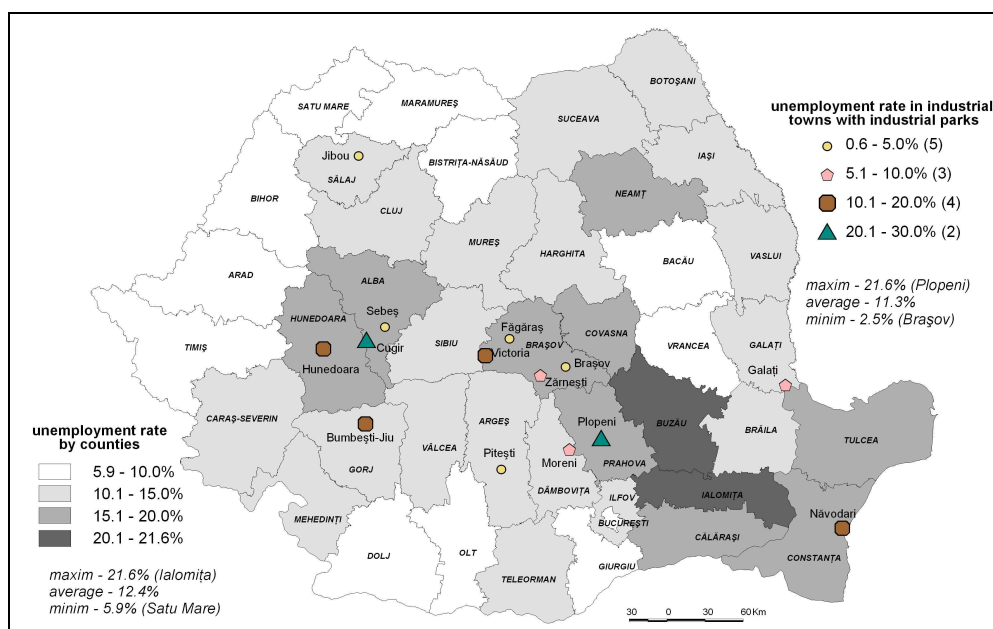 BOTOŞANI
SATU MARE
MARAMUREŞ
SUCEAVA
unemployment rate in industrial
towns with industrial parks
0.6 - 5.0% (5)
5.1 - 10.0% (3)
10.1 - 20.0% (4)
20.1 - 30.0% (2)
maxim - 21.6% (Plopeni)
average - 11.3%
minim - 2.5% (Braşov)
Jibou
SĂLAJ
BISTRIŢA-NĂSĂUD
IAŞI
BIHOR
NEAMŢ
CLUJ
MUREŞ
HARGHITA
BACĂU
VASLUI
ARAD
ALBA
Sebeş
HUNEDOARA
Cugir
Hunedoara
TIMIŞ
SIBIU
Făgăraş
BRAŞOV
Victoria
Braşov
Zărneşti
COVASNA
VRANCEA
GALAŢI
Galaţi
CARAŞ-SEVERIN
Bumbeşti-Jiu
GORJ
VÂLCEA
ARGEŞ
Piteşti
Plopeni
Moreni
PRAHOVA
DÂMBOVIŢA
BUZĂU
BRĂILA
TULCEA
MEHEDINŢI
ILFOV
BUCUREŞTI
IALOMIŢA
Năvodari
CĂLĂRAŞI
CONSTANŢA
DOLJ
OLT
TELEORMAN
GIURGIU
unemployment rate
by counties
5.9 - 10.0%
10.1 - 15.0%
15.1 - 20.0%
20.1 - 21.6%
maxim - 21.6% (Ialomiţa)
average - 12.4%
minim - 5.9% (Satu Mare)
30 0 30 60 Km